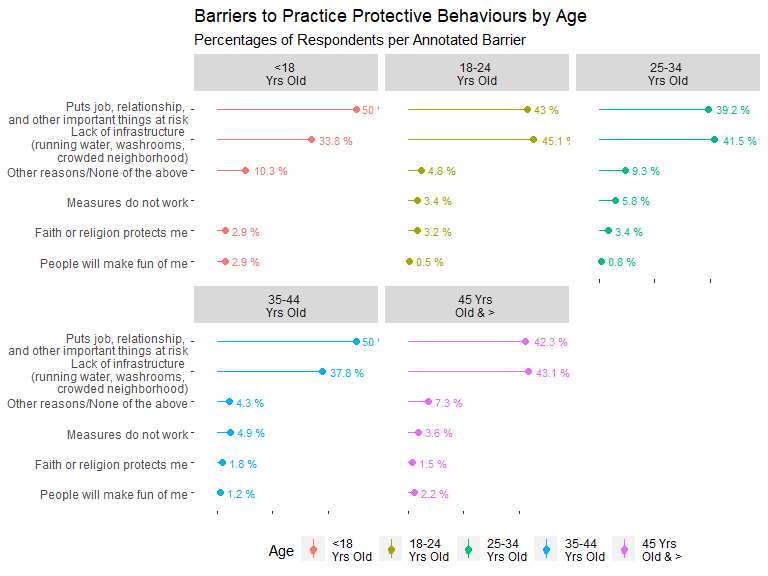 Barriers to Practice Protective Behaviours by Age
Percentages of Respondents per Annotated Barrier
<18
Yrs Old
18-24
Yrs Old
25-34
Yrs Old
Puts job, relationship,
and other important things at risk
50
43 %
39.2 %
Lack of infrastructure
(running water, washrooms,
crowded neighborhood)
33.8 %
45.1 %
41.5 %
Other reasons/None of the above
10.3 %
4.8 %
9.3 %
Measures do not work
3.4 %
5.8 %
Faith or religion protects me
2.9 %
3.2 %
3.4 %
People will make fun of me
2.9 %
0.5 %
0.8 %
35-44
Yrs Old
45 Yrs
Old & >
Puts job, relationship,
and other important things at risk
50
42.3 %
Lack of infrastructure
(running water, washrooms,
crowded neighborhood)
37.8 %
43.1 %
Other reasons/None of the above
4.3 %
7.3 %
Measures do not work
4.9 %
3.6 %
Faith or religion protects me
1.8 %
1.5 %
People will make fun of me
1.2 %
2.2 %
Age
<18
Yrs Old
18-24
Yrs Old
25-34
Yrs Old
35-44
Yrs Old
45 Yrs
Old & >